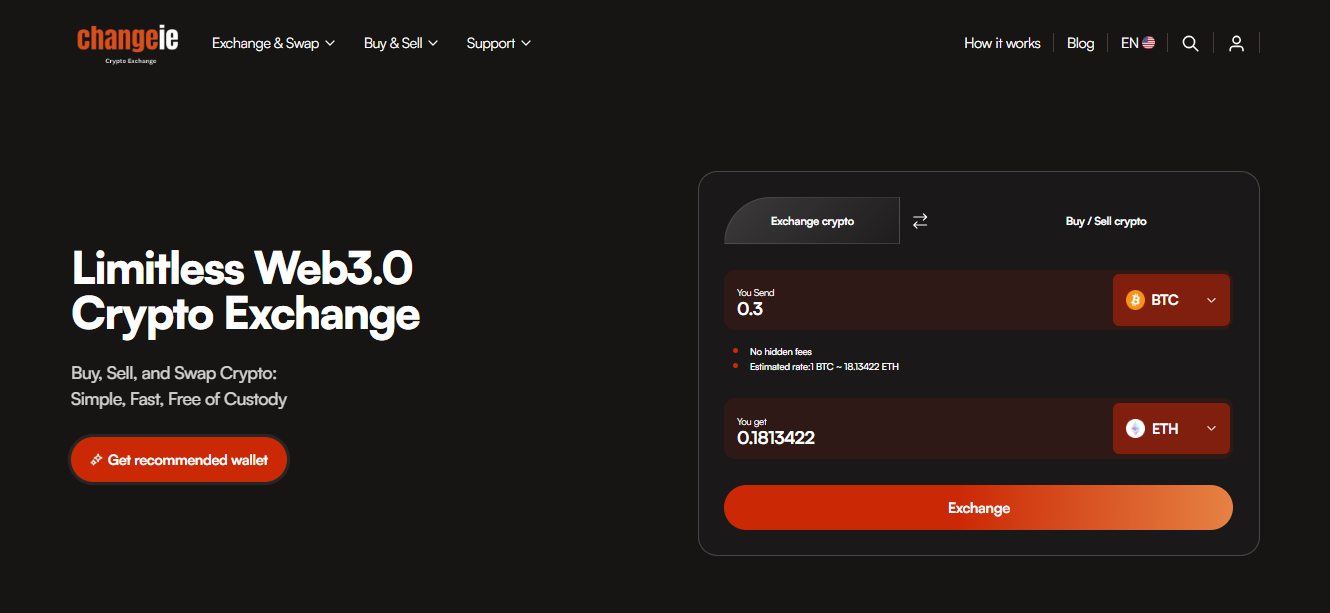 changeie
Crypto Exchange
Exchange & Swap
Buy & Sell
Support
How it works
Blog
EN
Limitless Web3.0
Crypto Exchange
Buy, Sell, and Swap Crypto:
Simple, Fast, Free of Custody
Get recommended wallet
Exchange crypto
Buy / Sell crypto
You Send
0.3
BTC
No hidden fees
Estimated rate:1 BTC ~ 18.13422 ETH
You get
0.1813422
ETH
Exchange